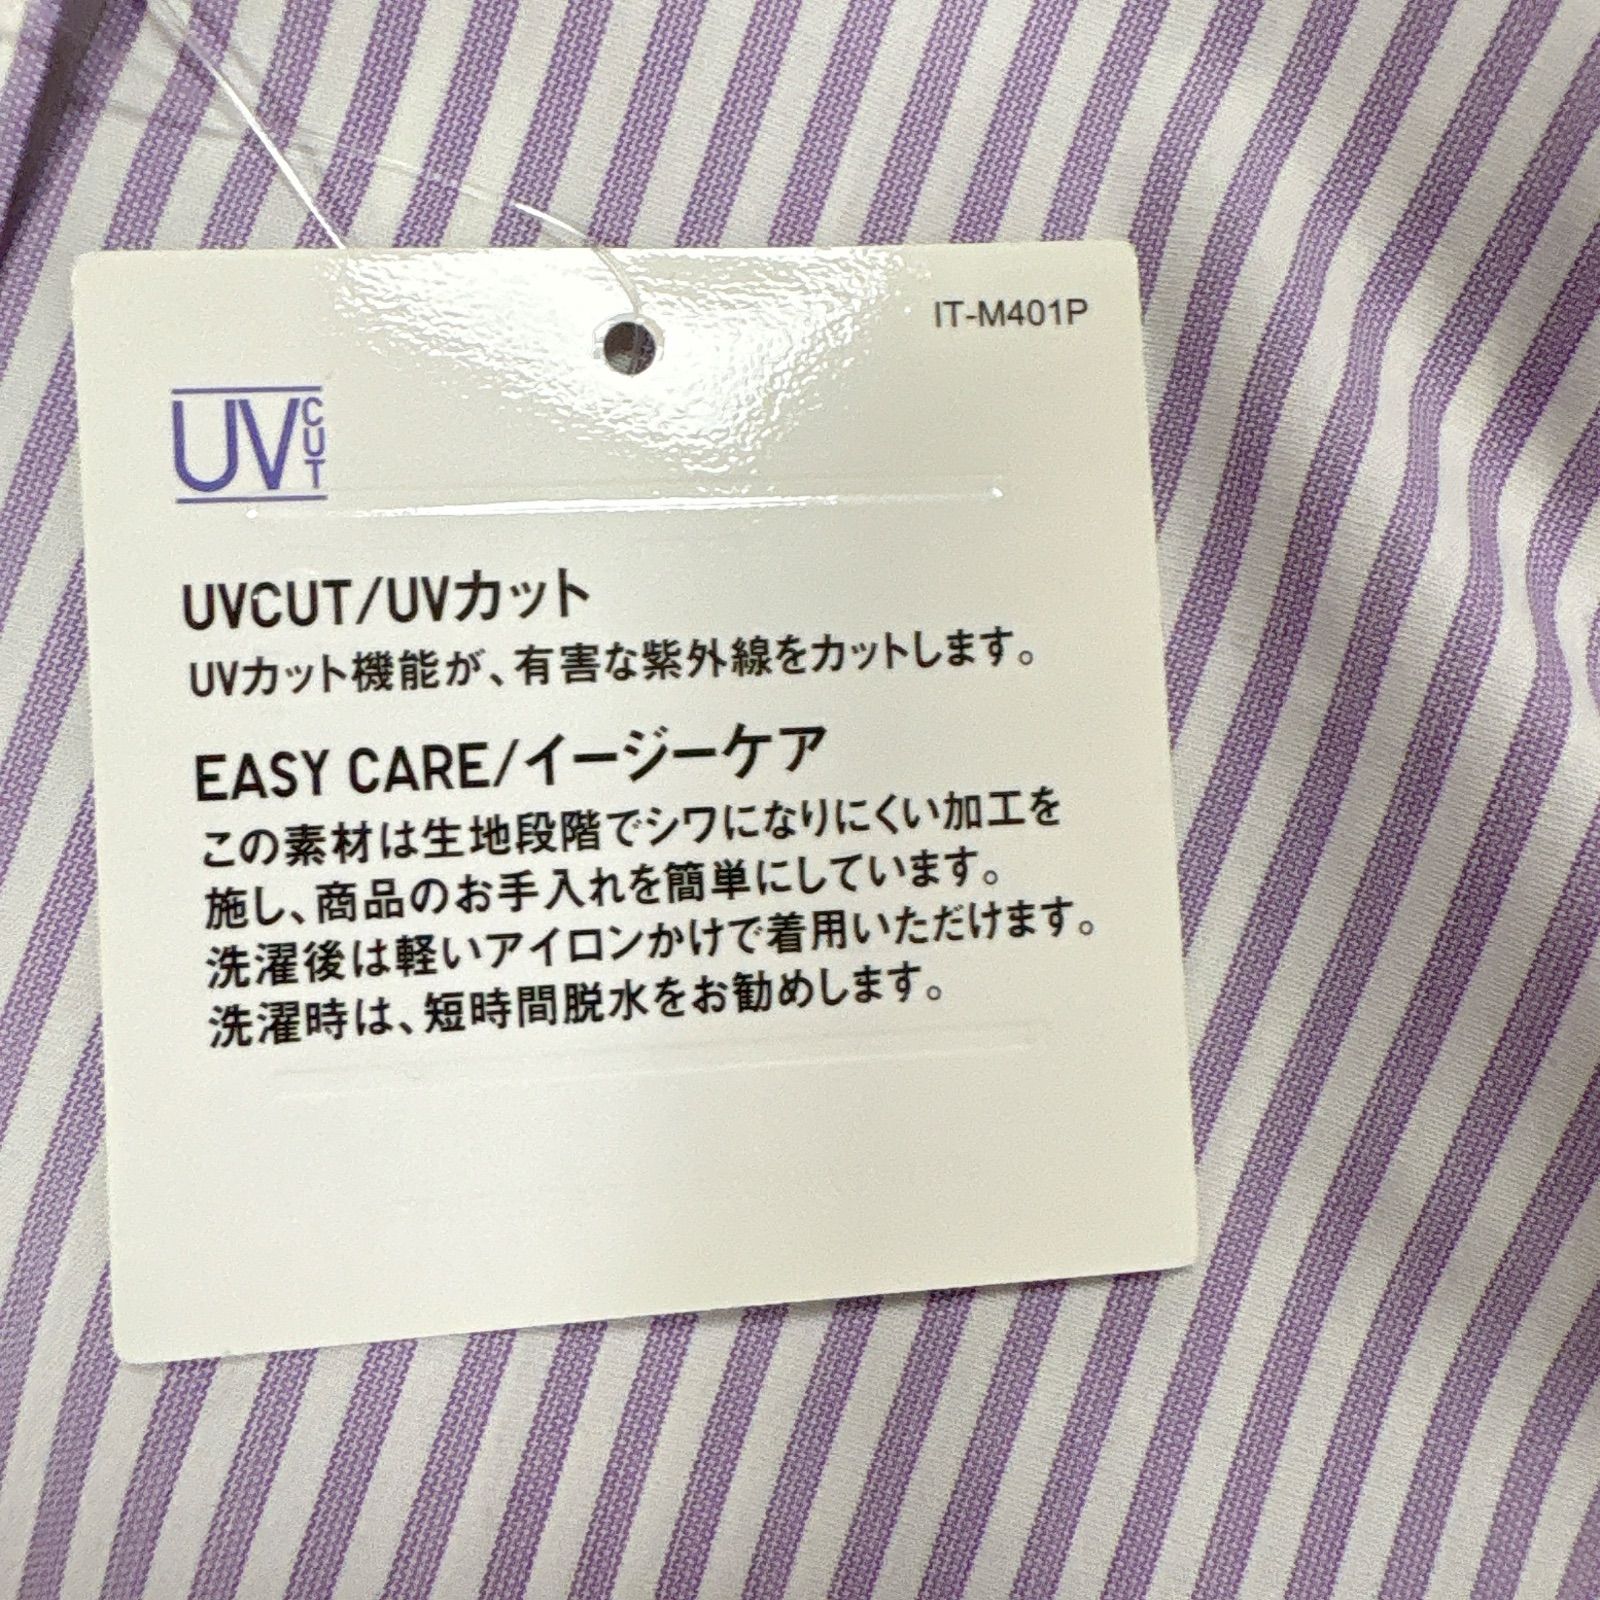 IT-M401P
UV CUT
UVCUT/UVカット
UVカット機能が、有害な紫外線をカットします。
EASY CARE/イージーケア
この素材は生地段階でシワになりにくい加工を
施し、商品のお手入れを簡単にしています。
洗濯後は軽いアイロンかけで着用いただけます。
洗濯時は、短時間脱水をお勧めします。